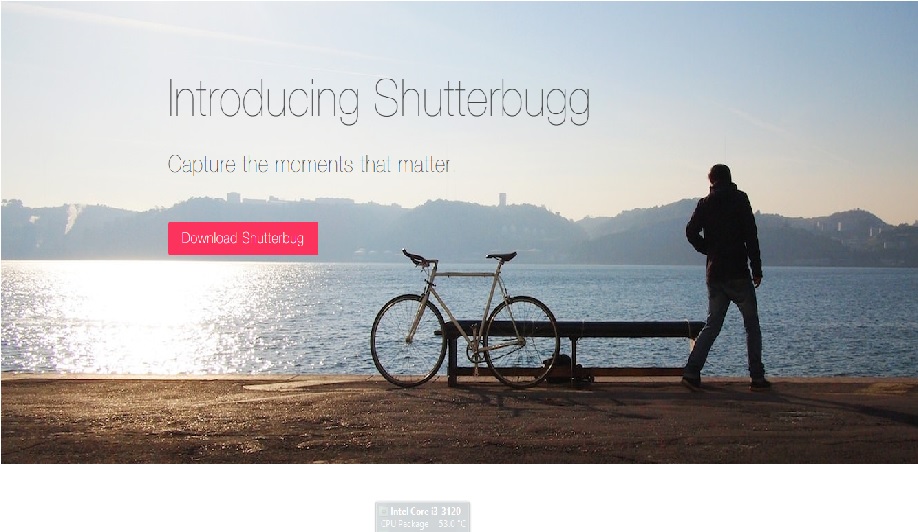 Introducing Shutterbugg
Capture the moments that matter
Download Shutterbug
Intel Core i3 3120
CPU Package 53.0 °C